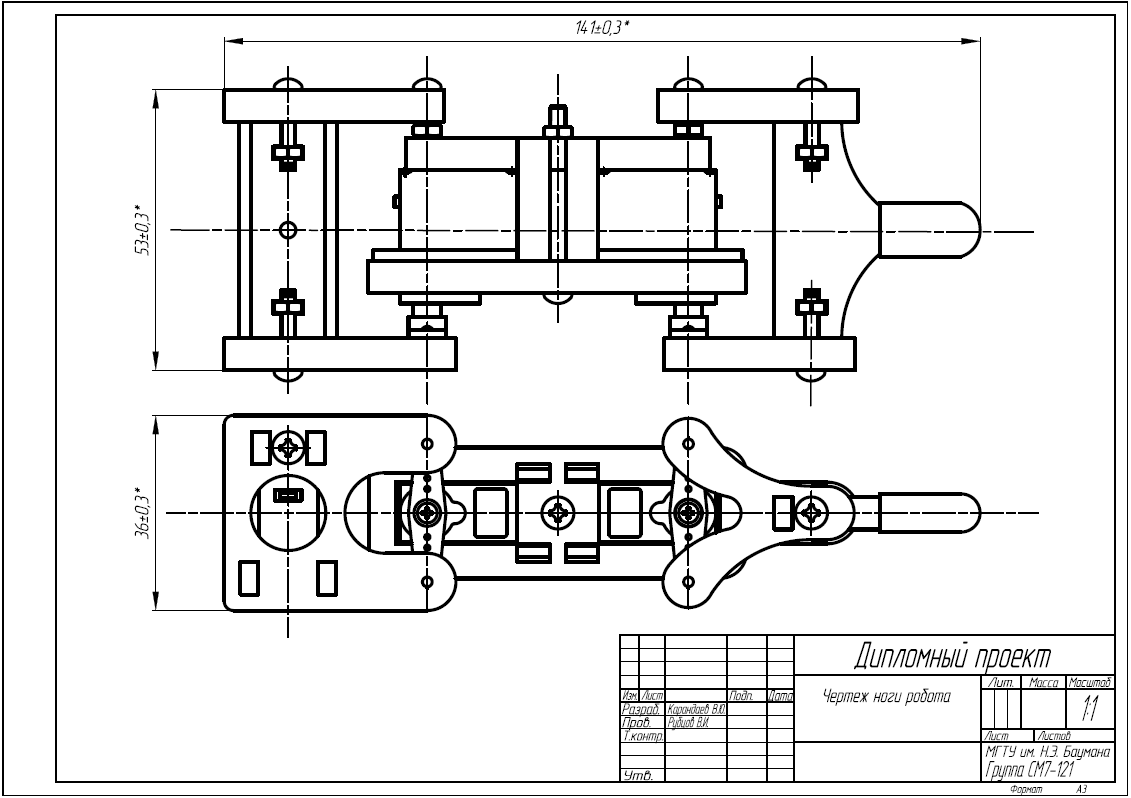 141±0,3*
53±0,3*
36±0,3*
Дипломный проект
Изм. Лист Подп. Дата
Разраб. Карандаев В.Ю.
Пров. Рубцов В.И.
Т.контр.
Утв.
Чертеж ноги робота
Лит. Масса Масштаб
1:1
Лист Листов
МГТУ им. Н.Э. Баумана
Группа СМ7-121
Формат А3